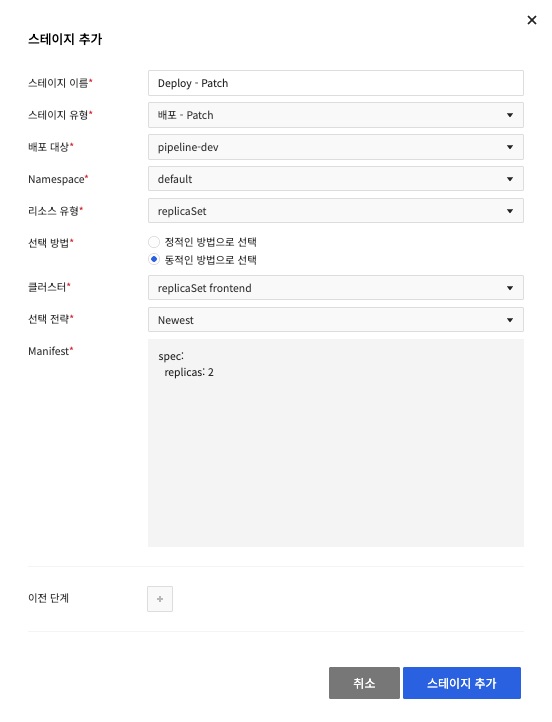 스테이지 추가
스테이지 이름* Deploy - Patch
스테이지 유형* 배포 - Patch
배포 대상* pipeline-dev
Namespace* default
리소스 유형* replicaSet
선택 방법* 정적인 방법으로 선택
동적인 방법으로 선택
클러스터* replicaSet frontend
선택 전략* Newest
Manifest* spec:
replicas: 2
이전 단계 +
취소 스테이지 추가